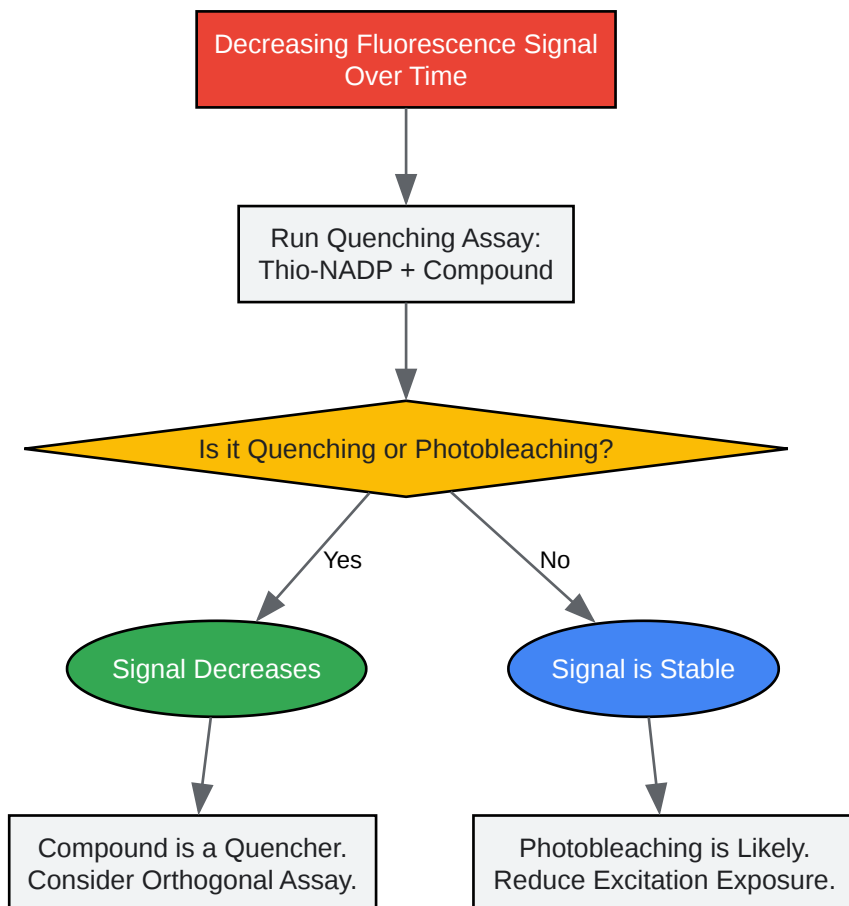 Decreasing Fluorescence Signal
Over Time
Run Quenching Assay:
Thio-NADP + Compound
Is it Quenching or Photobleaching?
Yes
No
Signal Decreases
Signal is Stable
Compound is a Quencher.
Consider Orthogonal Assay.
Photobleaching is Likely.
Reduce Excitation Exposure.